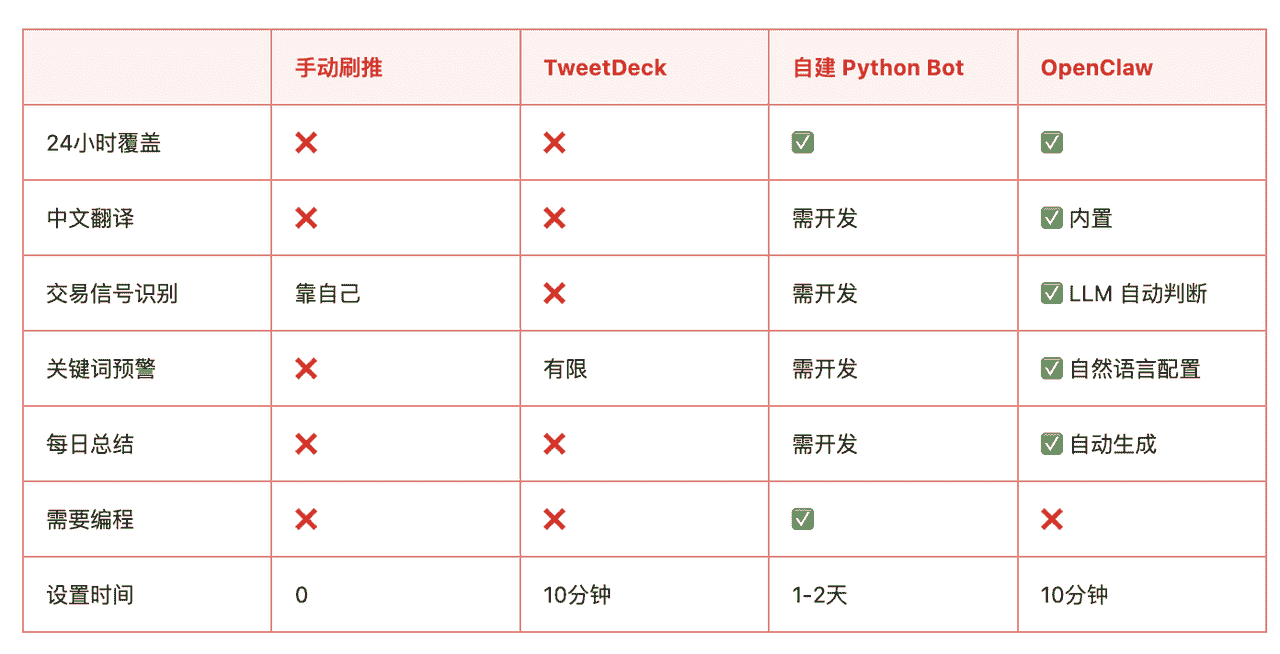 手动刷推 TweetDeck 自建 Python Bot OpenClaw
24小时覆盖 ❌ ❌ ✅ ✅
中文翻译 ❌ ❌ 需开发 ✅ 内置
交易信号识别 靠自己 ❌ 需开发 ✅ LLM 自动判断
关键词预警 ❌ 有限 需开发 ✅ 自然语言配置
每日总结 ❌ ❌ 需开发 ✅ 自动生成
需要编程 ❌ ❌ ✅ ❌
设置时间 0 10分钟 1-2天 10分钟